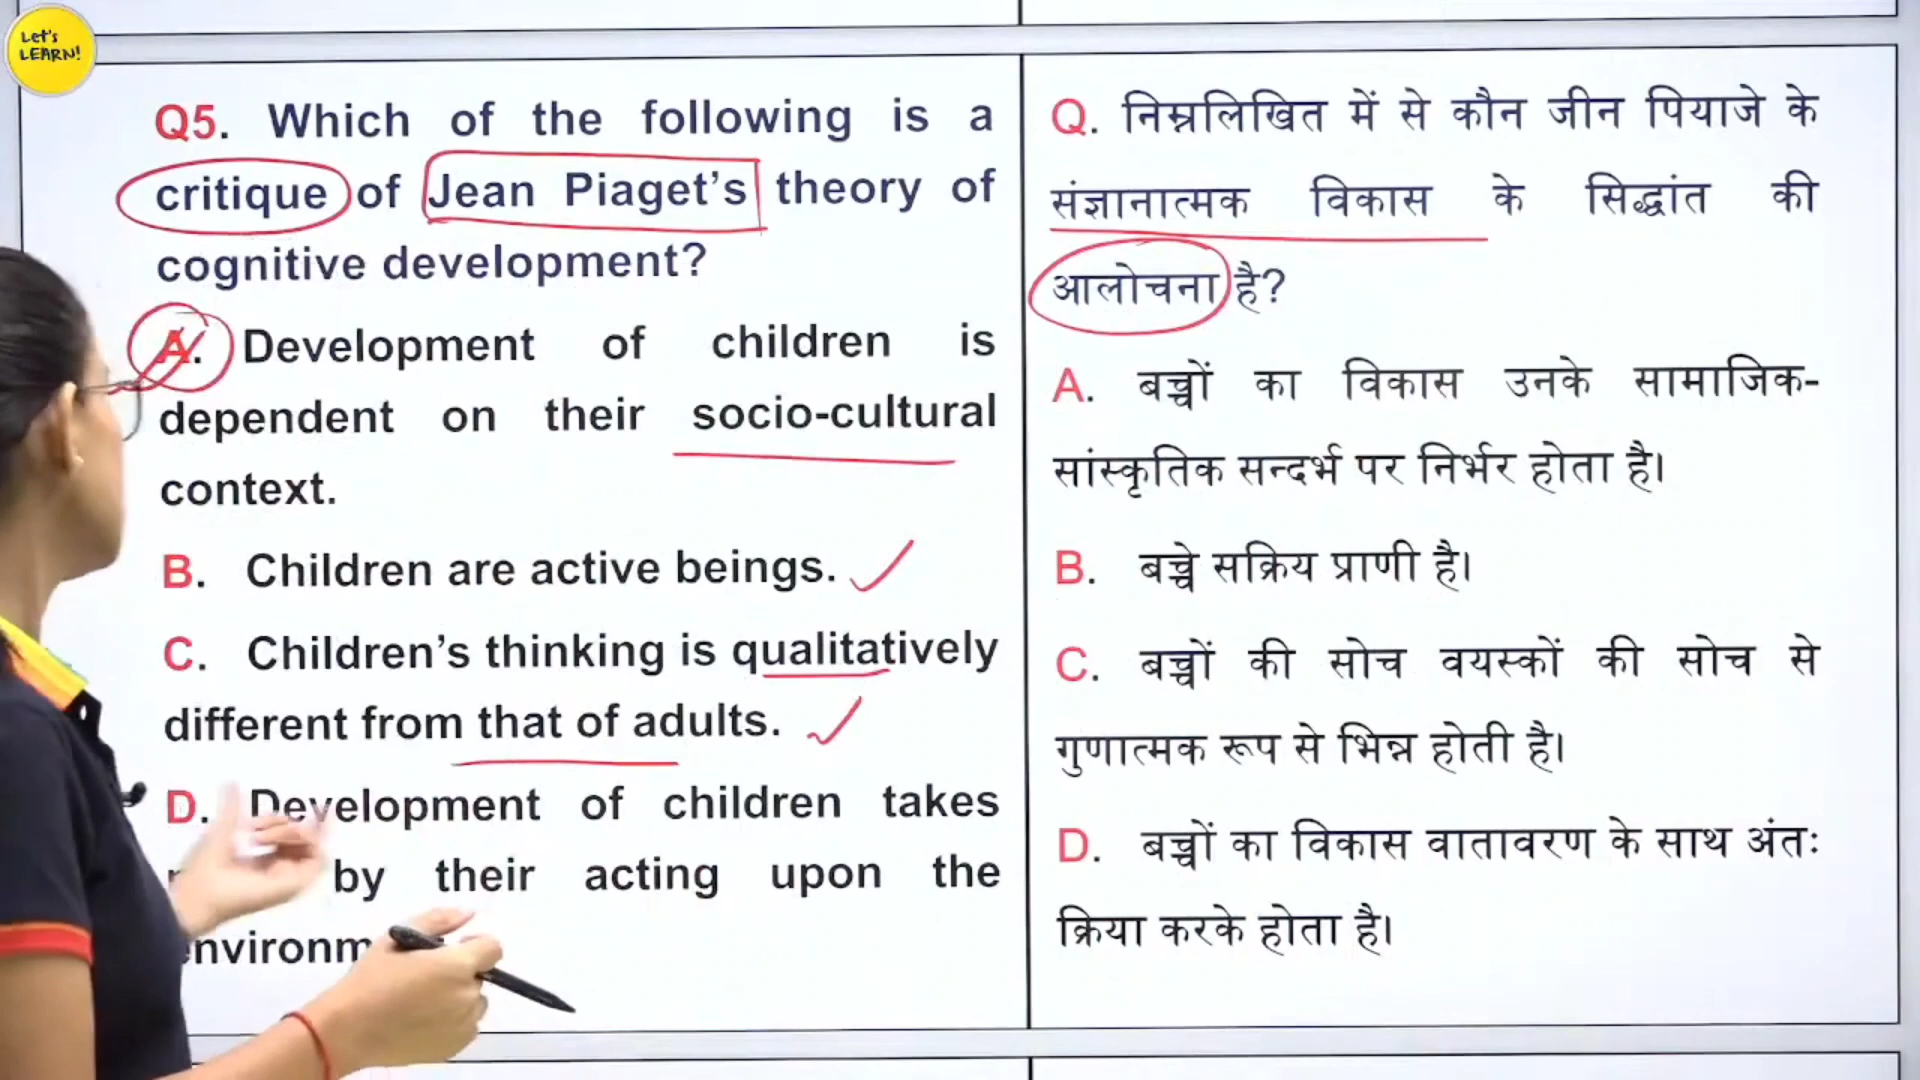 Let's
LEARN!
Q5. Which of the following is a
critique of Jean Piaget's theory of
cognitive development?
A. Development of children is
dependent on their socio-cultural
context.
B. Children are active beings.
C. Children's thinking is qualitatively
different from that of adults.
D. Development of children takes
by their acting upon the
Q. निम्नलिखित में से कौन जीन पियाजे के
संज्ञानात्मक विकास के सिद्धांत की
आलोचना है?
A. बच्चों का विकास उनके सामाजिक-
सांस्कृतिक सन्दर्भ पर निर्भर होता है।
B. बच्चे सक्रिय प्राणी है।
C. बच्चों की सोच वयस्कों की सोच से
गुणात्मक रूप से भिन्न होती है।
D. बच्चों का विकास वातावरण के साथ अंतः
क्रिया करके होता है।